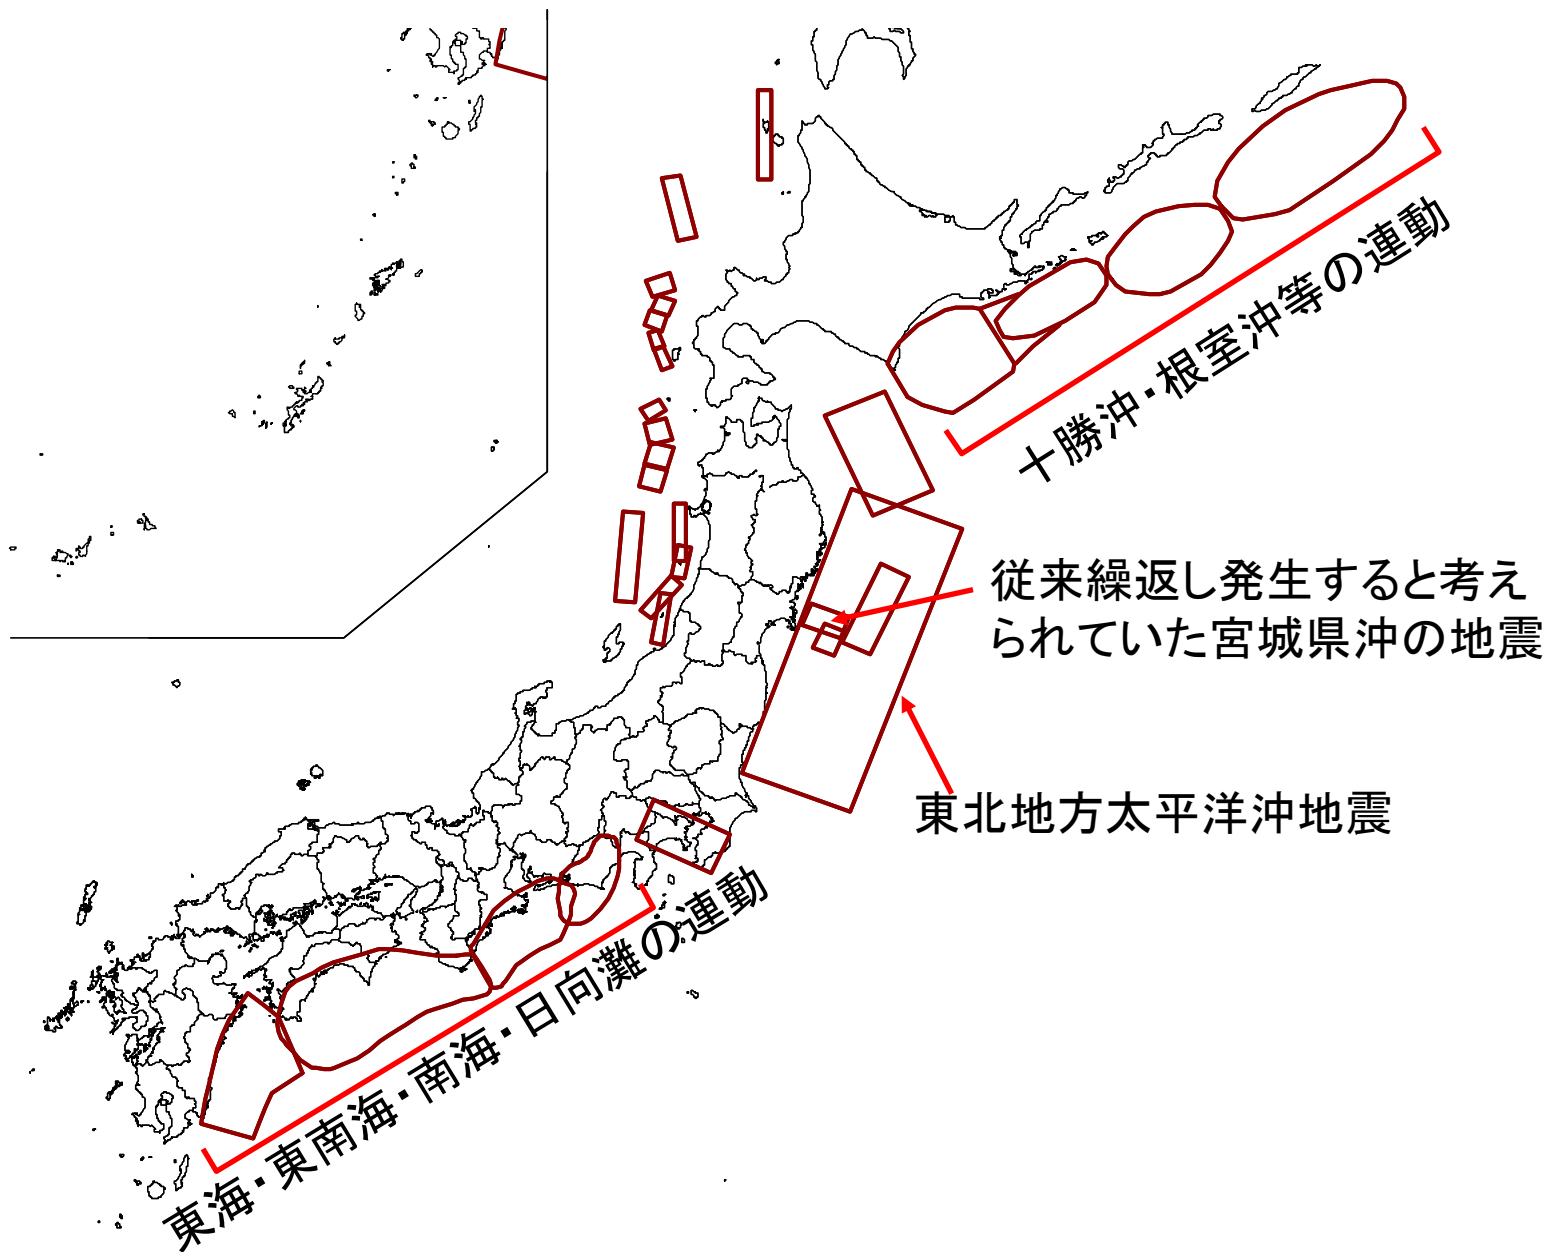 十勝沖・根室沖等の連動
従来繰返し発生すると考え
られていた宮城県沖の地震
東北地方太平洋沖地震
東海・東南海・南海・日向灘の連動